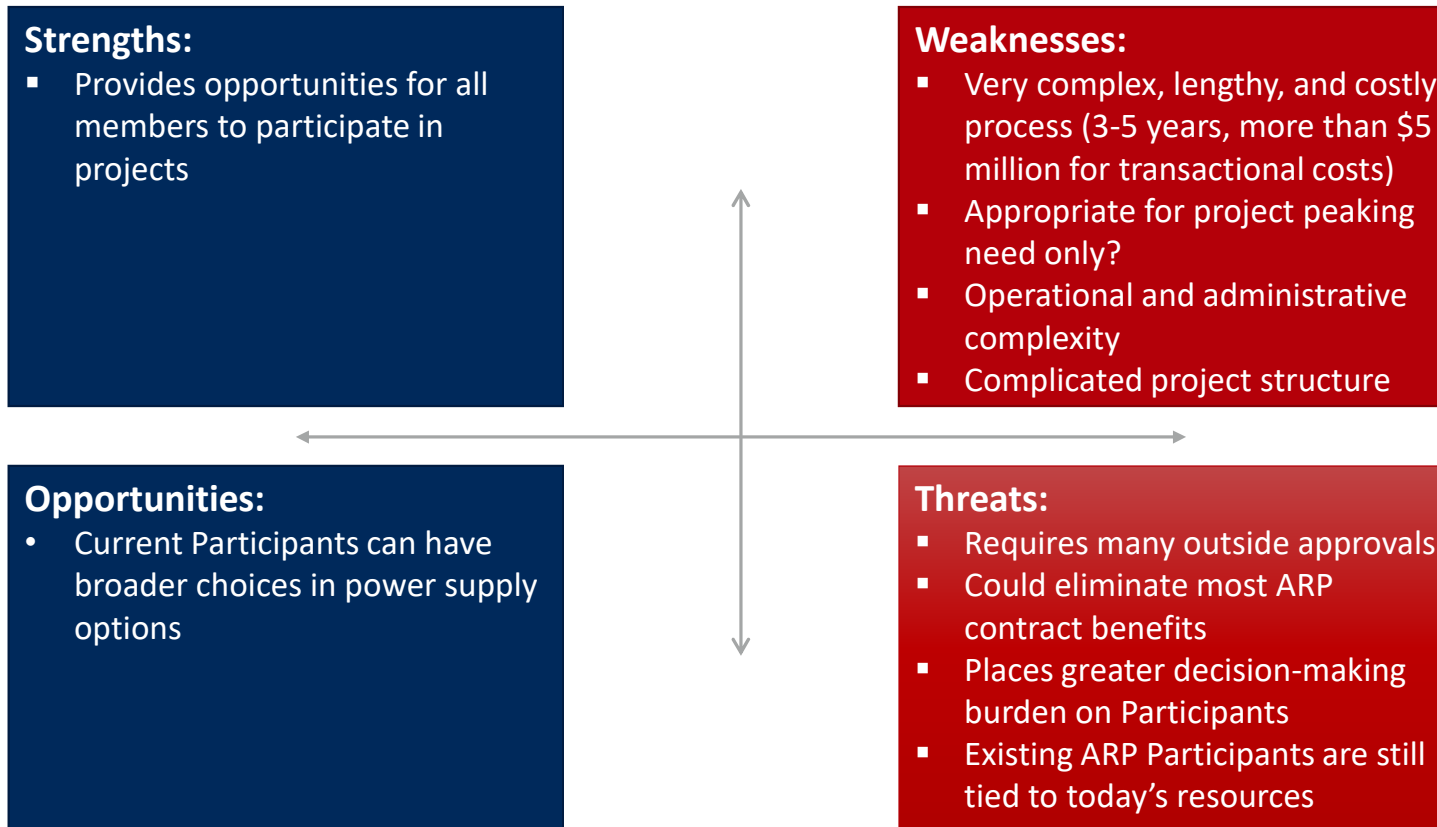 Strengths:
▪ Provides opportunities for all
members to participate in
projects
Weaknesses:
▪ Very complex, lengthy, and costly
process (3-5 years, more than $5
million for transactional costs)
▪ Appropriate for project peaking
need only?
▪ Operational and administrative
complexity
▪ Complicated project structure
Opportunities:
• Current Participants can have
broader choices in power supply
options
Threats:
▪ Requires many outside approvals
▪ Could eliminate most ARP
contract benefits
▪ Places greater decision-making
burden on Participants
▪ Existing ARP Participants are still
tied to today’s resources